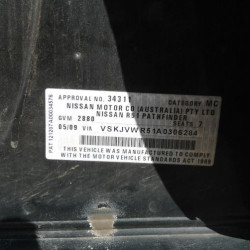 APPROVAL NO. 34311 CATEGORY MC
NISSAN MOTOR CO (AUSTRALIA) PTY LTD
NISSAN R51 PATHFINDER
GVM 2880 SEATS 7
05/09 VIN VSKJVWR51A0306264
THIS VEHICLE WAS MANUFACTURED TO COMPLY
WITH THE MOTOR VEHICLE STANDARDS ACT 1989